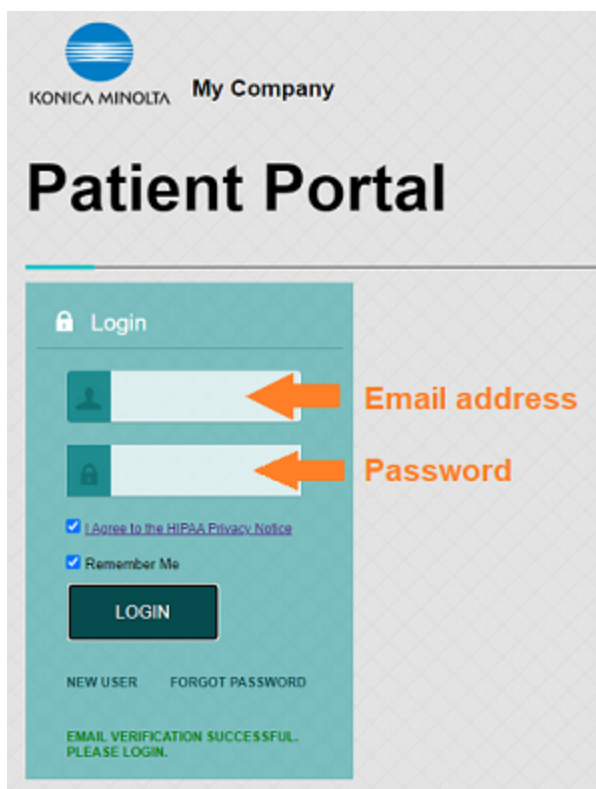 KONICA MINOLTA
My Company
Patient Portal
Login
Email address
Password
I Agree to the HIPAA Privacy Notice
Remember Me
LOGIN
NEW USER FORGOT PASSWORD
EMAIL VERIFICATION SUCCESSFUL.
PLEASE LOGIN.